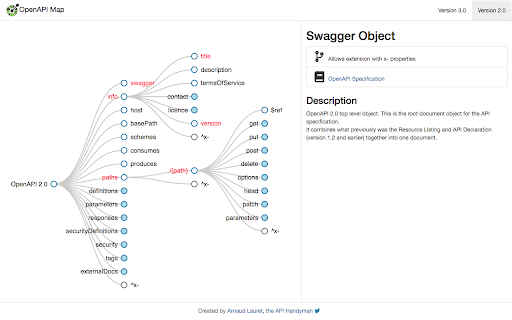 OpenAPI Map
Version 3.0
Version 2.0
OpenAPI 2.0
swagger
info
host
basePath
schemes
consumes
produces
paths
definitions
parameters
responses
securityDefinitions
security
tags
externalDocs
^x-
title
description
termsOfService
contact
licence
version
^x-
/{path}
^x-
$ref
get
put
post
delete
options
head
patch
parameters
^x-
Swagger Object
Allows extension with x- properties
OpenAPI Specification
Description
OpenAPI 2.0 top level object. This is the root document object for the API
specification.
It combines what previously was the Resource Listing and API Declaration
(version 1.2 and earlier) together into one document.
Created by Arnaud Lauret, the API Handyman